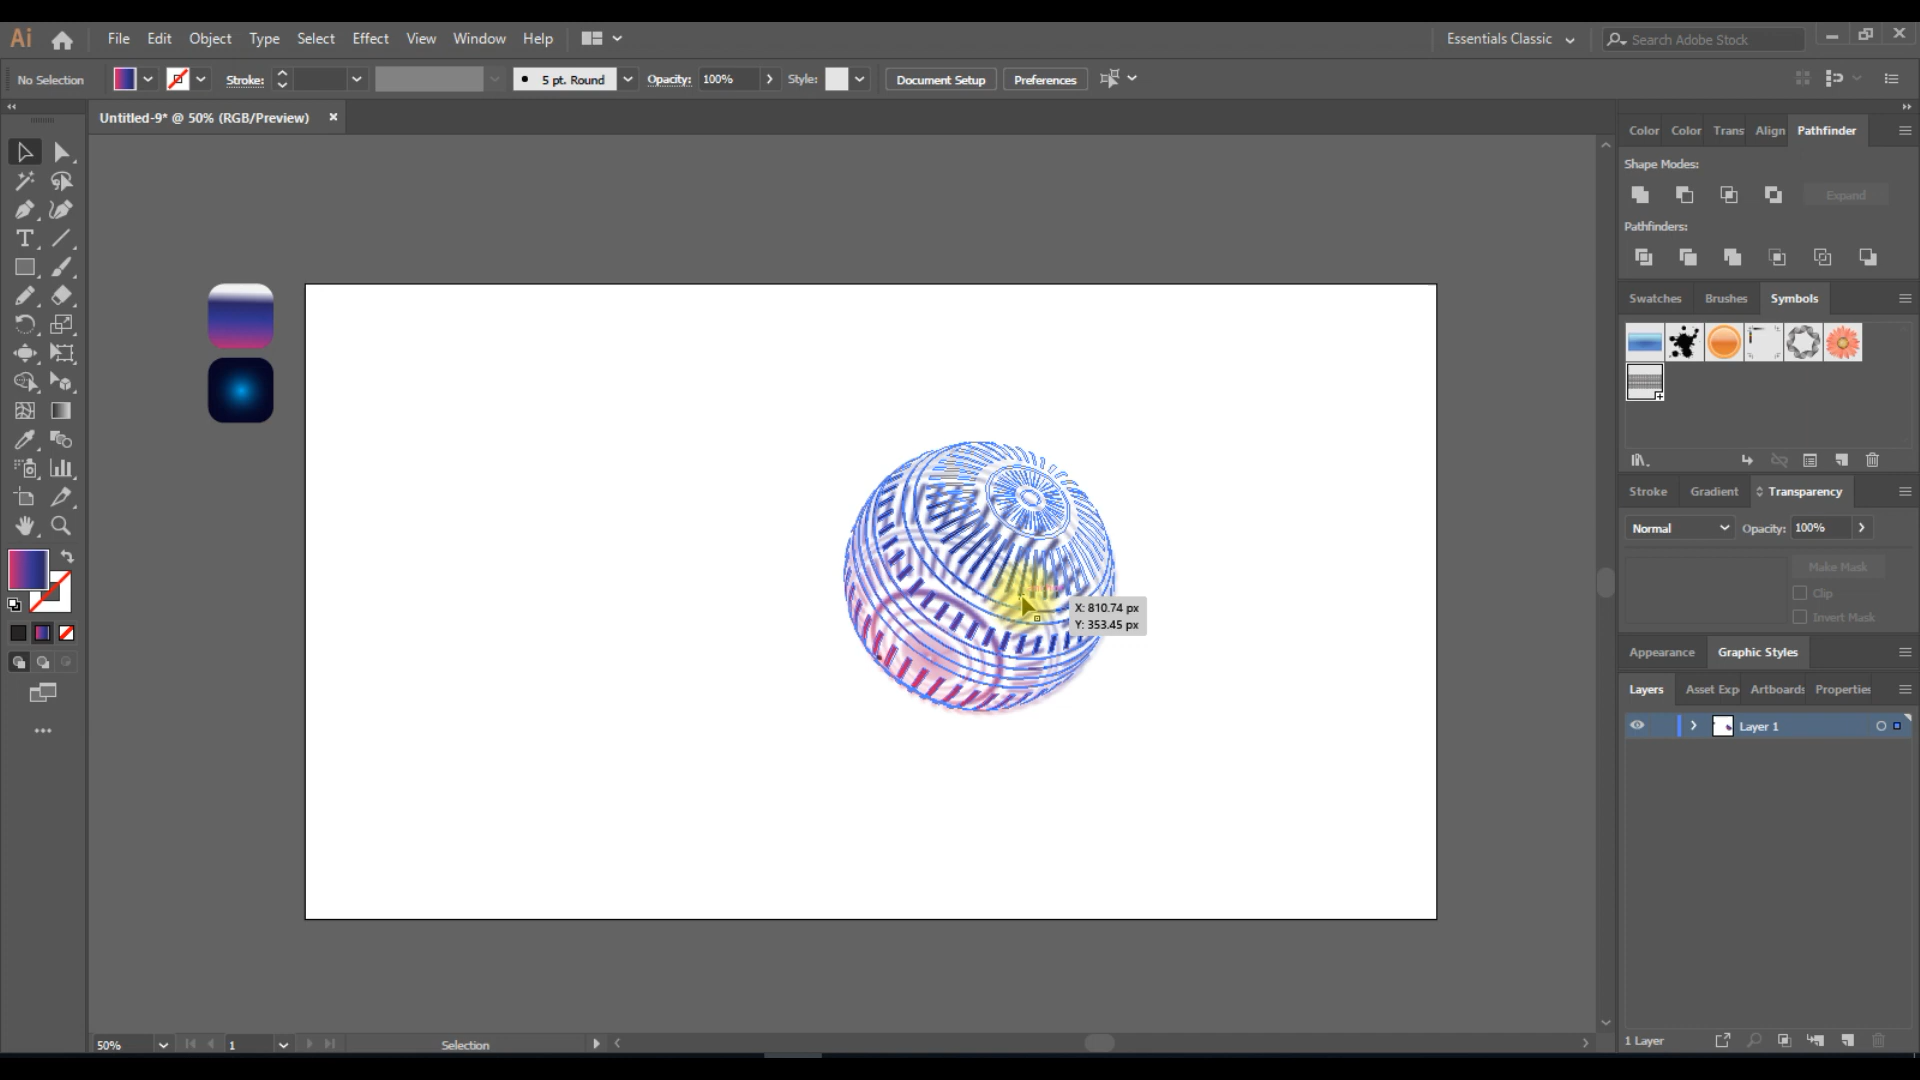 Ai File Edit Object Type Select Effect View Window Help Essentials Classic Search Adobe Stock
No Selection Stroke: 5 pt. Round Opacity: 100% Style: Document Setup Preferences
Untitled-9* @ 50% (RGB/Preview)
Color Color Trans Align Pathfinder
Shape Modes:
Expand
Pathfinders:
Swatches Brushes Symbols
Stroke Gradient Transparency
Normal Opacity: 100%
Make Mask
Clip
X: 810.74 px
Invert Mask
Y: 353.45 px
Appearance Graphic Styles
Layers Asset Exp Artboards Properties
Layer 1
50% 1 Selection
1 Layer